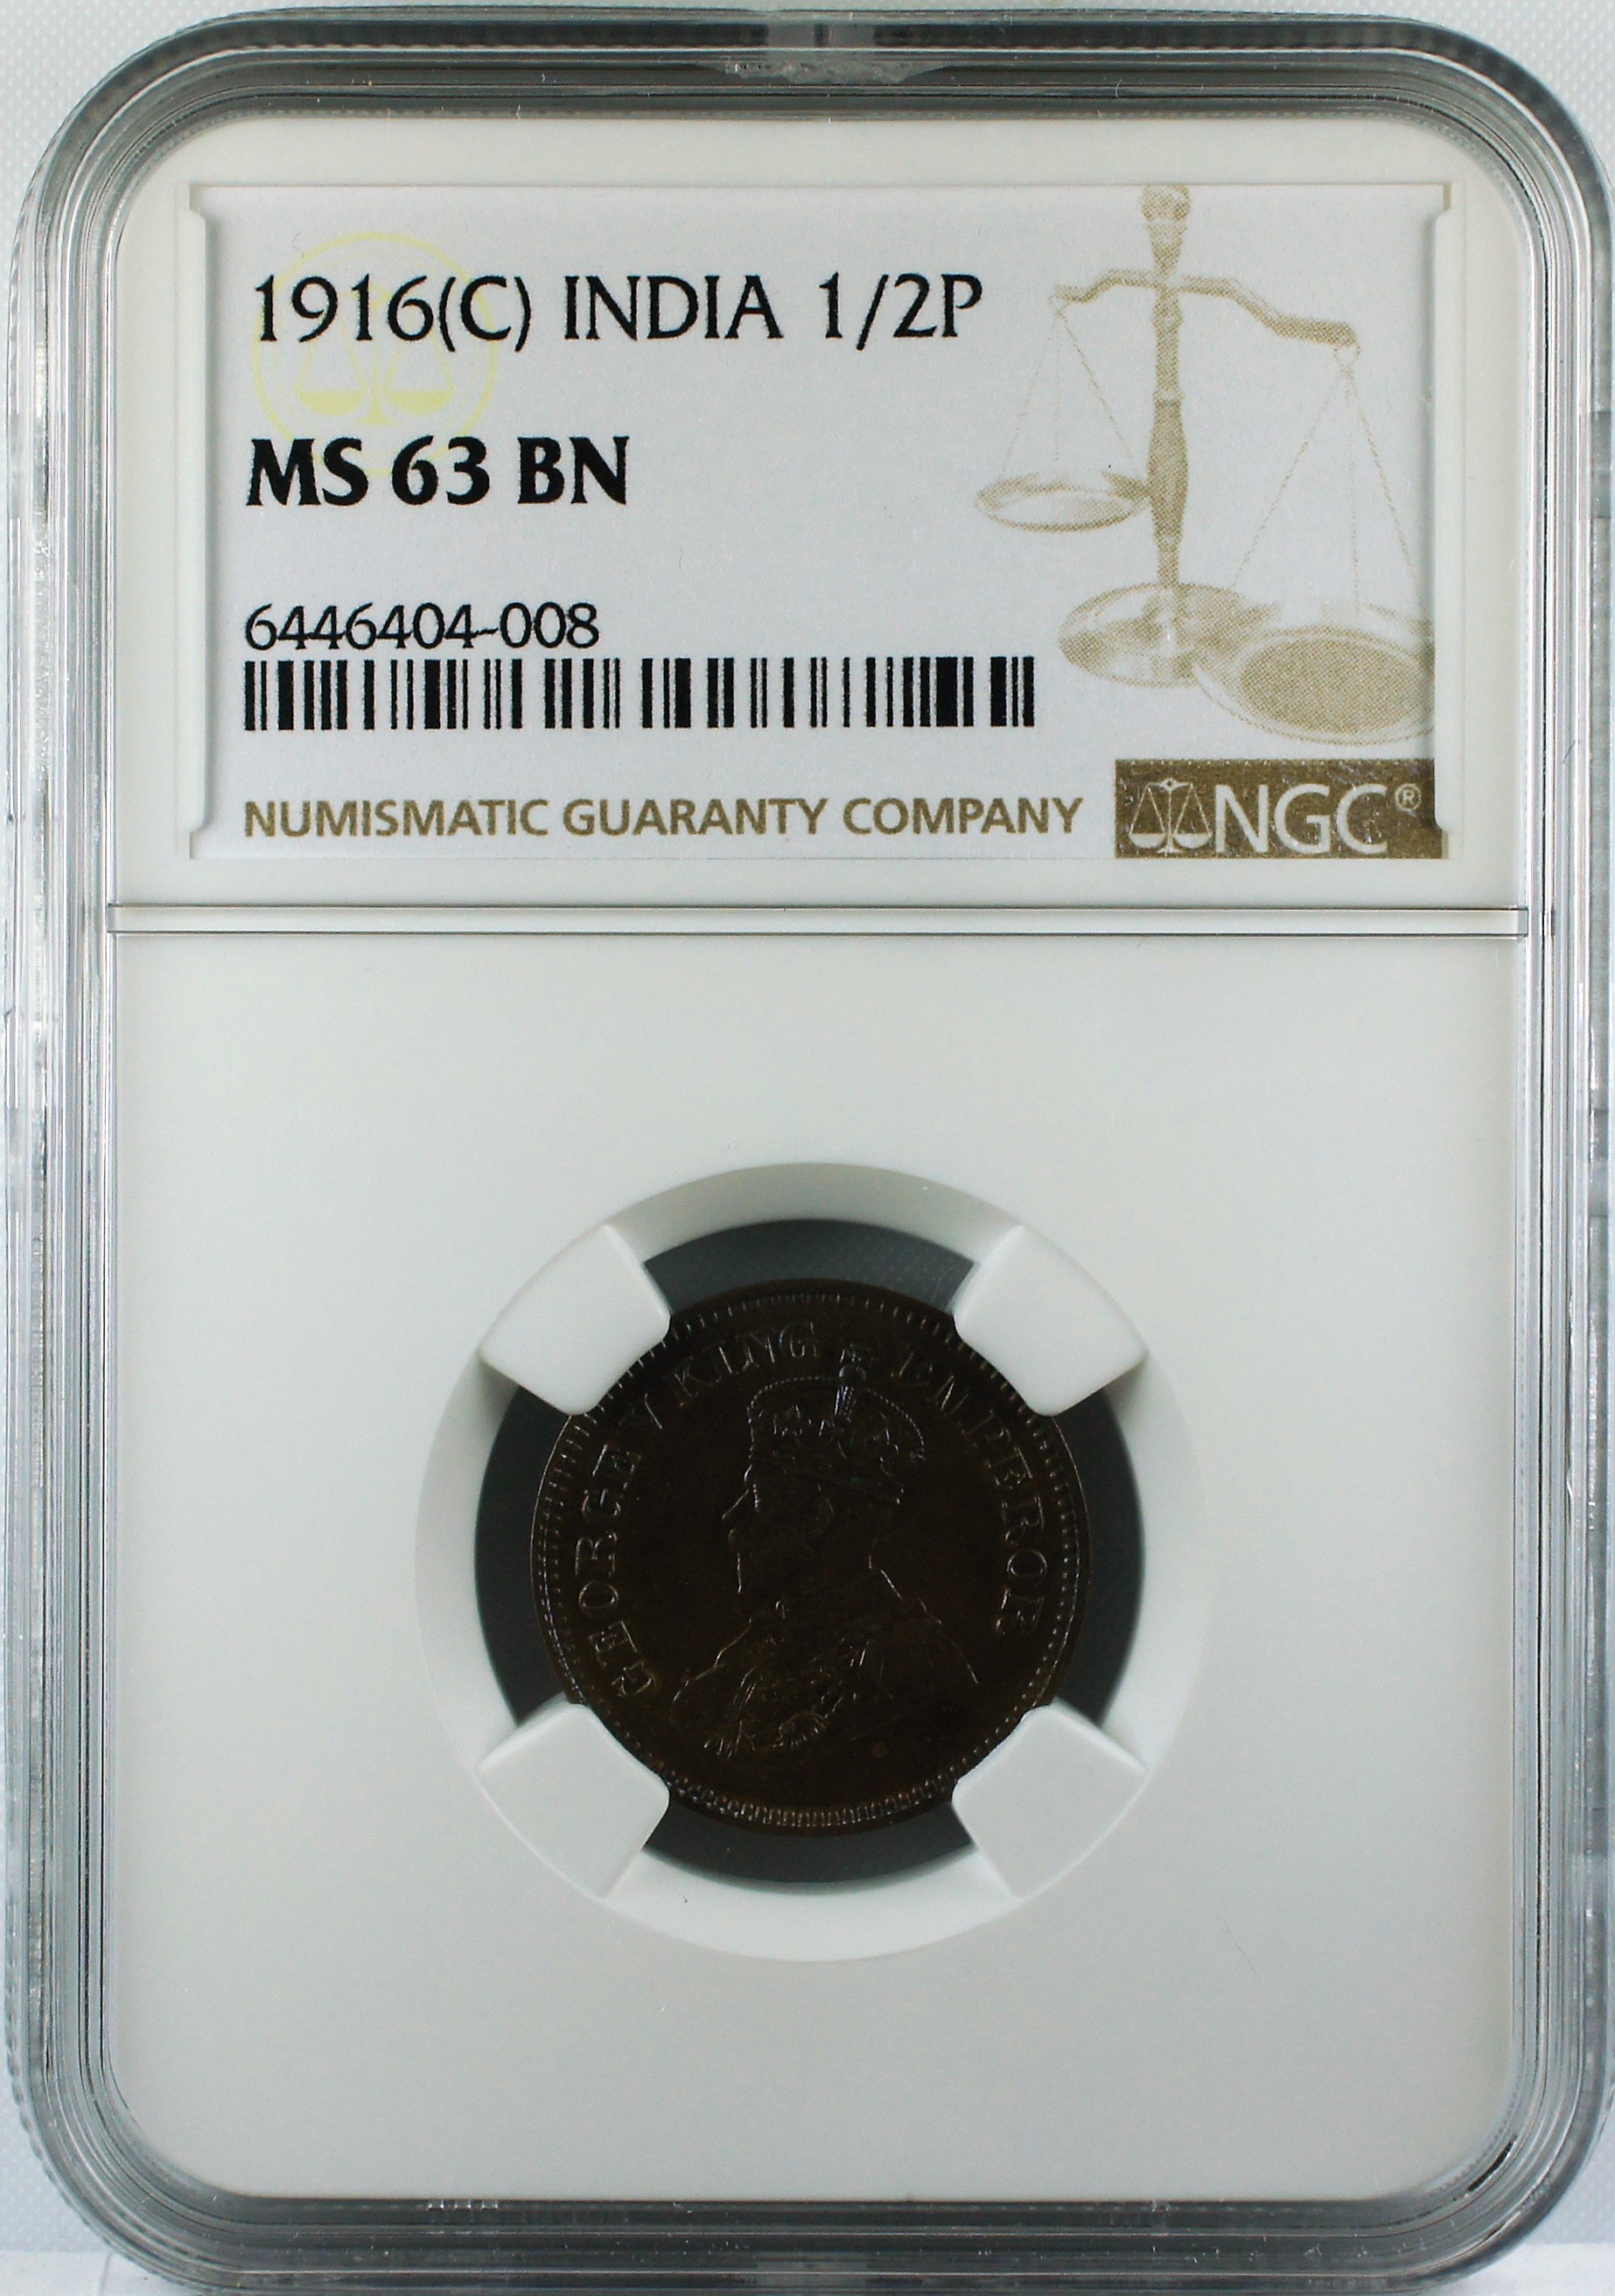 1916(C) INDIA 1/2P
MS 63 BN
6446404-008
NUMISMATIC GUARANTY COMPANY
NGC®
GEORGE V KING EMPEROR